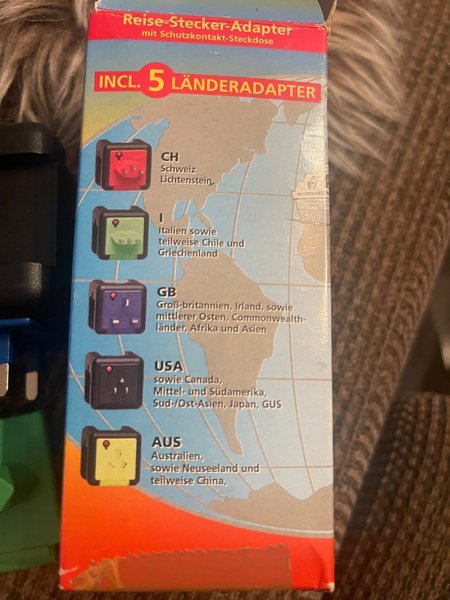 Reise-Stecker-Adapter
mit Schutzkontakt-Steckdose
INCL. 5 LÄNDERADAPTER
CH
Schweiz
Lichtenstein
I
Italien sowie
teilweise Chile und
Griechenland
GB
Groß-britannien, Irland, sowie
mittlerer Osten, Commonwealth-
länder, Afrika und Asien
USA
sowie Canada,
Mittel- und Südamerika,
Süd-/Ost-Asien, Japan, GUS
AUS
Australien,
sowie Neuseeland und
teilweise China,